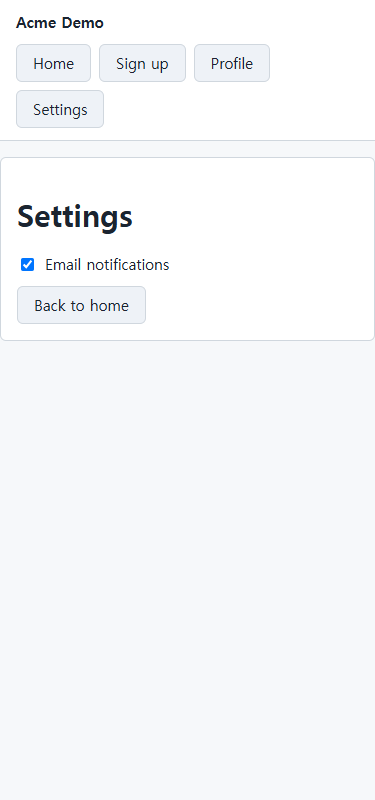 Acme Demo
Home Sign up Profile
Settings
Settings
Email notifications
Back to home